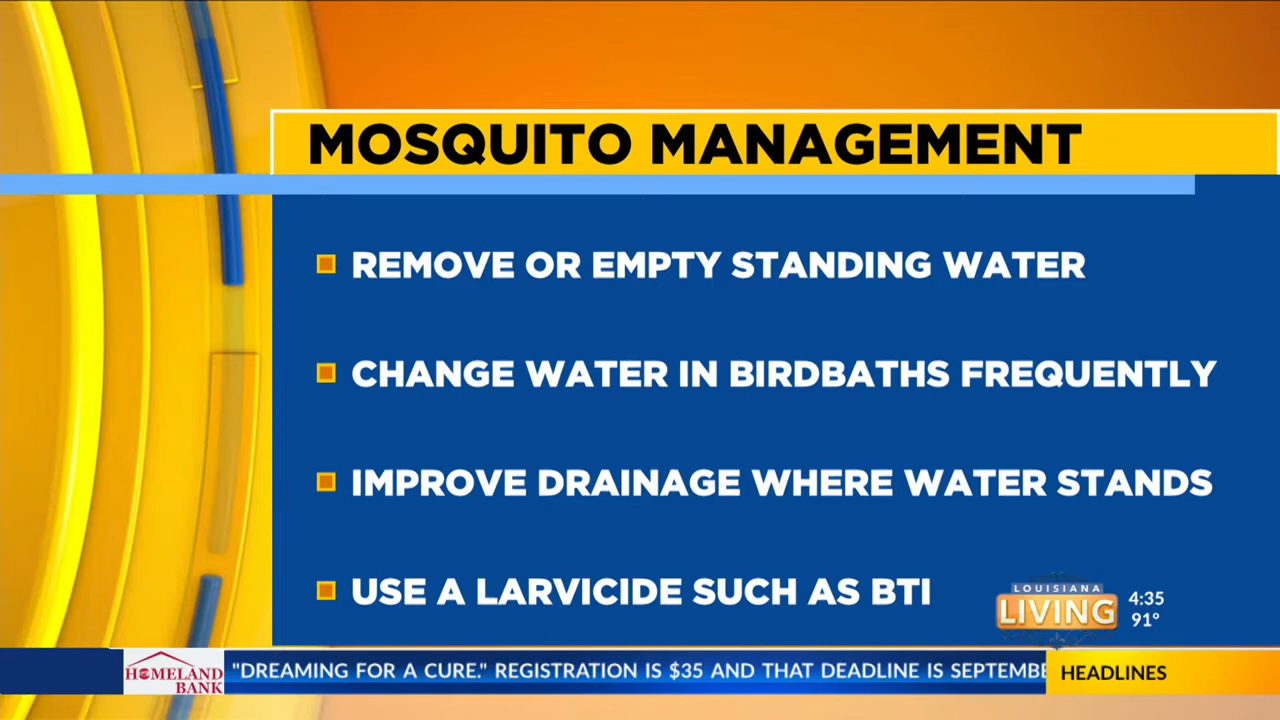 MOSQUITO MANAGEMENT
REMOVE OR EMPTY STANDING WATER
CHANGE WATER IN BIRDBATHS FREQUENTLY
IMPROVE DRAINAGE WHERE WATER STANDS
USE A LARVICIDE SUCH AS BTI
LOUISIANA
LIVING
4:35
91°
HOMELAND
BANK
"DREAMING FOR A CURE." REGISTRATION IS $35 AND THAT DEADLINE IS SEPTEMBE
HEADLINES